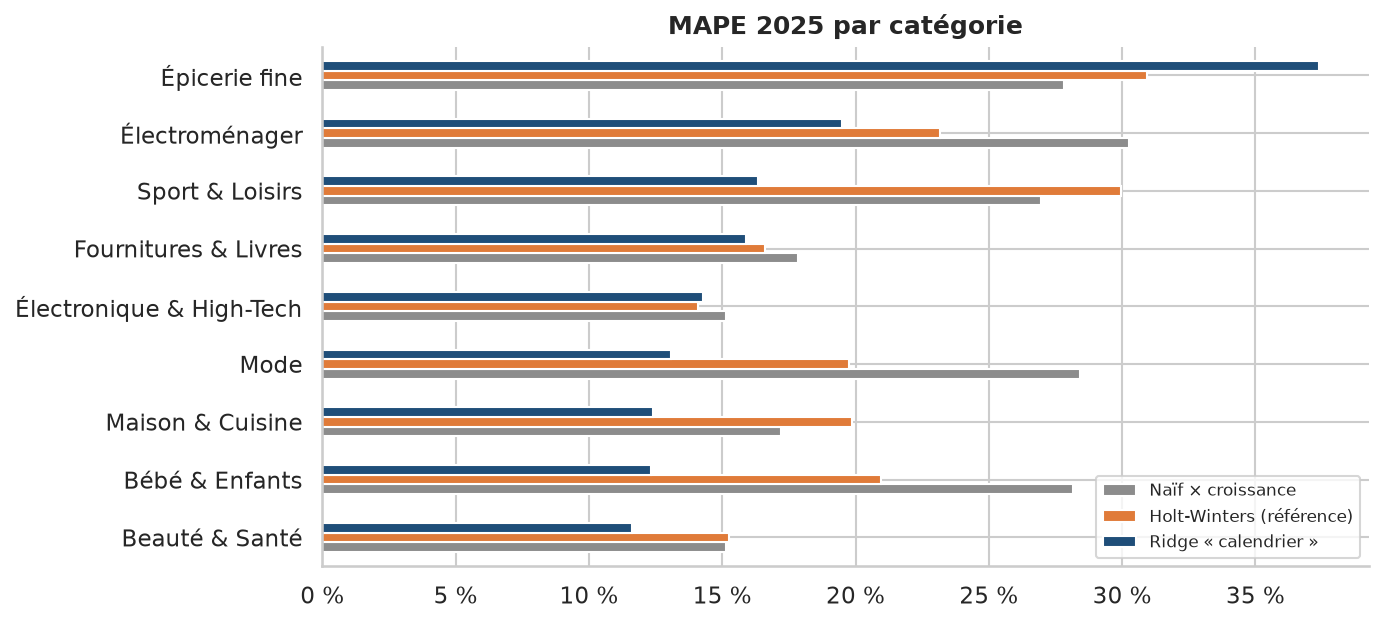 MAPE 2025 par catégorie
Épicerie fine
Électroménager
Sport & Loisirs
Fournitures & Livres
Électronique & High-Tech
Mode
Maison & Cuisine
Bébé & Enfants
Beauté & Santé
Naïf × croissance
Holt-Winters (référence)
Ridge « calendrier »
0 % 5 % 10 % 15 % 20 % 25 % 30 % 35 %